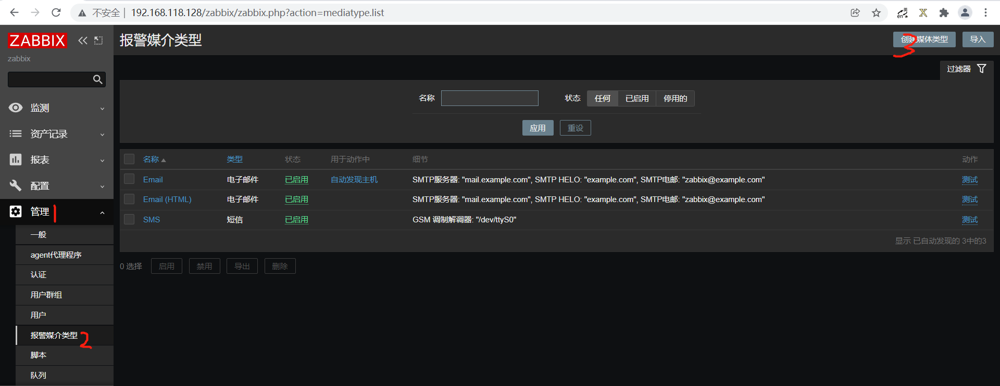 不安全 | 192.168.118.128/zabbix/zabbix.php?action=mediatype.list
英
en
ZABBIX
zabbix
监测
资产记录
报表
配置
管理 1
一般
agent代理程序
认证
用户群组
用户
报警媒介类型 2
脚本
队列
报警媒介类型
创建媒体类型 导入
3
过滤器
名称 状态 任何 已启用 停用的
应用 重设
名称 类型 状态 用于动作中 细节 动作
Email 电子邮件 已启用 自动发现主机 SMTP服务器: "mail.example.com", SMTP HELO: "example.com", SMTP电邮: "zabbix@example.com" 测试
Email (HTML) 电子邮件 已启用 SMTP服务器: "mail.example.com", SMTP HELO: "example.com", SMTP电邮: "zabbix@example.com" 测试
SMS 短信 已启用 GSM 调制解调器: "/dev/ttyS0" 测试
显示 已自动发现的 3中的3
0 选择 启用 禁用 导出 删除